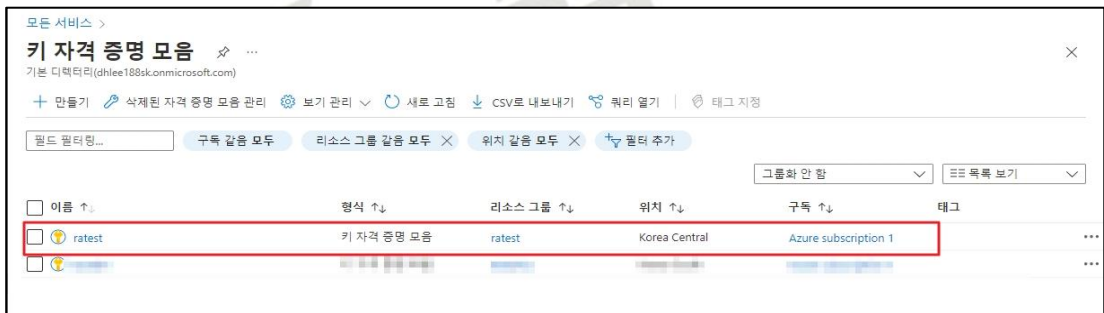 모든 서비스 >
키 자격 증명 모음 ...
기본 디렉터리(dhlee188sk.onmicrosoft.com)
+ 만들기 삭제된 자격 증명 모음 관리 보기 관리 새로 고침 CSV로 내보내기 쿼리 열기 | 태그 지정
필드 필터링... 구독 같음 모두 리소스 그룹 같음 모두 × 위치 같음 모두 × 필터 추가
그룹화 안 함 목록 보기
이름 ↑↓ 형식 ↑↓ 리소스 그룹 ↑↓ 위치 ↑↓ 구독 ↑↓ 태그
ratest 키 자격 증명 모음 ratest Korea Central Azure subscription 1 ...